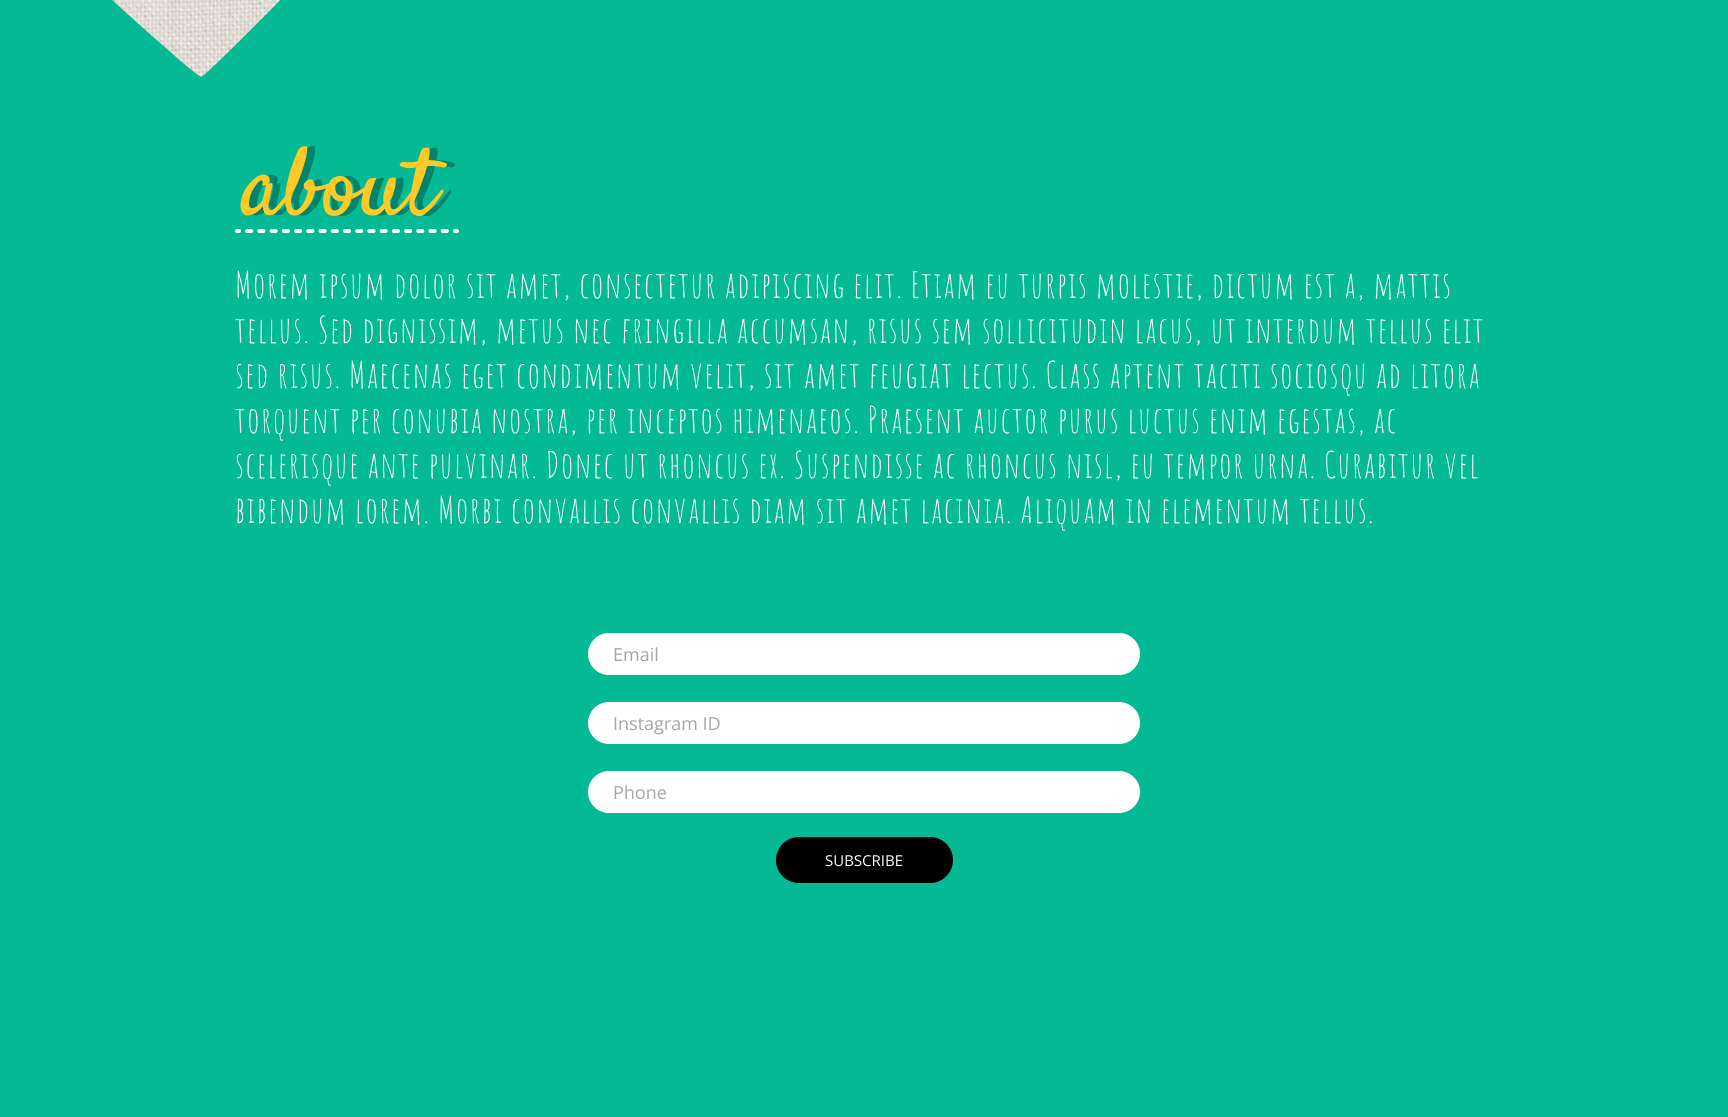 about
Morem ipsum dolor sit amet, consectetur adipiscing elit. Etiam eu turpis molestie, dictum est a, mattis
tellus. Sed dignissim, metus nec fringilla accumsan, risus sem sollicitudin lacus, ut interdum tellus elit
sed risus. Maecenas eget condimentum velit, sit amet feugiat lectus. Class aptent taciti sociosqu ad litora
torquent per conubia nostra, per inceptos himenaeos. Praesent auctor purus luctus enim egestas, ac
scelerisque ante pulvinar. Donec ut rhoncus ex. Suspendisse ac rhoncus nisl, eu tempor urna. Curabitur vel
bibendum lorem. Morbi convallis convallis diam sit amet lacinia. Aliquam in elementum tellus.
Email
Instagram ID
Phone
SUBSCRIBE